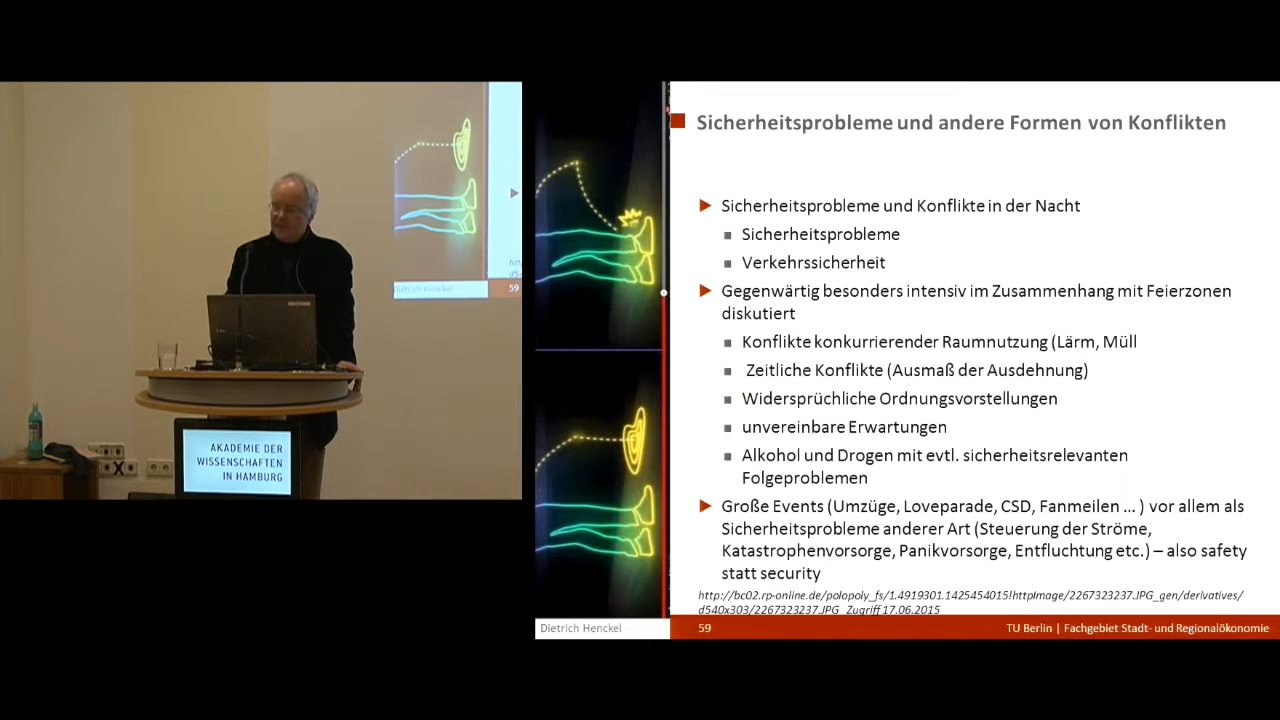 Sicherheitsprobleme und andere Formen von Konflikten
Sicherheitsprobleme und Konflikte in der Nacht
Sicherheitsprobleme
Verkehrssicherheit
Gegenwärtig besonders intensiv im Zusammenhang mit Feierzonen
diskutiert
Konflikte konkurrierender Raumnutzung (Lärm, Müll
Zeitliche Konflikte (Ausmaß der Ausdehnung)
Widersprüchliche Ordnungsvorstellungen
unvereinbare Erwartungen
Alkohol und Drogen mit evtl. sicherheitsrelevanten
Folgeproblemen
Große Events (Umzüge, Loveparade, CSD, Fanmeilen ... ) vor allem als
Sicherheitsprobleme anderer Art (Steuerung der Ströme,
Katastrophenvorsorge, Panikvorsorge, Entfluchtung etc.) – also safety
statt security
http://bc02.rp-online.de/polopoly_fs/1.4919301.1425454015!httpImage/2267323237.JPG_gen/derivatives/
d540x303/2267323237.JPG Zugriff 17.06.2015
Dietrich Henckel
59
TU Berlin | Fachgebiet Stadt- und Regionalökonomie
Dietrich Henckel
59
AKADEMIE DER
WISSENSCHAFTEN
IN HAMBURG